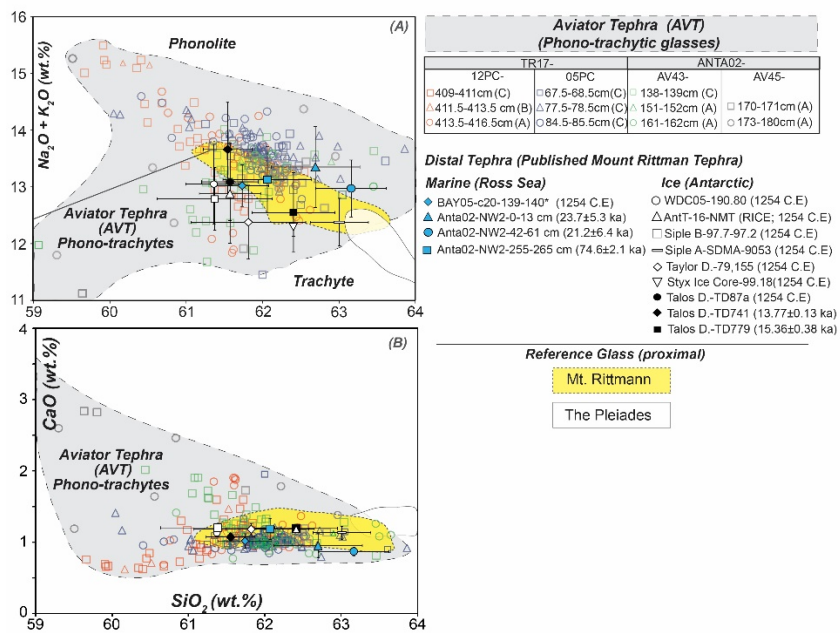 16
15
14
13
12
11
Na2O + K2O (wt.%)
(A)
Phonolite
Aviator Tephra
(AVT)
Phono-trachytes
Trachyte
59 60 61 62 63 64
4
3
2
1
0
CaO (wt.%)
(B)
Aviator Tephra
(AVT)
Phono-trachytes
59 60 61 62 63 64
SiO2 (wt.%)
Aviator Tephra (AVT)
(Phono-trachytic glasses)
TR17- ANTA02-
12PC- 05PC AV43- AV45-
409-411cm (C) 67.5-68.5cm (C) 138-139cm (C)
411.5-413.5 cm (B) 77.5-78.5cm (C) 151-152cm (A) 170-171cm (A)
413.5-416.5cm (A) 84.5-85.5cm (C) 161-162cm (A) 173-180cm (A)
Distal Tephra (Published Mount Rittman Tephra)
Marine (Ross Sea)
BAY05-c20-139-140* (1254 C.E)
Anta02-NW2-0-13 cm (23.7±5.3 ka)
Anta02-NW2-42-61 cm (21.2±6.4 ka)
Anta02-NW2-255-265 cm (74.6±2.1 ka)
Ice (Antarctic)
WDC05-190.80 (1254 C.E)
AntT-16-NMT (RICE; 1254 C.E)
Siple B-97.7-97.2 (1254 C.E)
Siple A-SDMA-9053 (1254 C.E)
Taylor D.-79,155 (1254 C.E)
Styx Ice Core-99.18(1254 C.E)
Talos D.-TD87a (1254 C.E)
Talos D.-TD741 (13.77±0.13 ka)
Talos D.-TD779 (15.36±0.38 ka)
Reference Glass (proximal)
Mt. Rittmann
The Pleiades